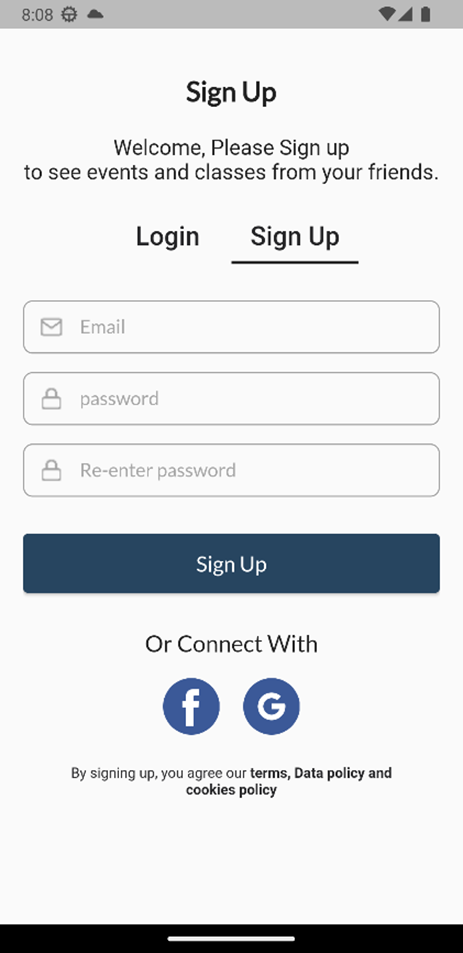 8:08
Sign Up
Welcome, Please Sign up
to see events and classes from your friends.
Login Sign Up
Email
password
Re-enter password
Sign Up
Or Connect With
f G
By signing up, you agree our terms, Data policy and
cookies policy